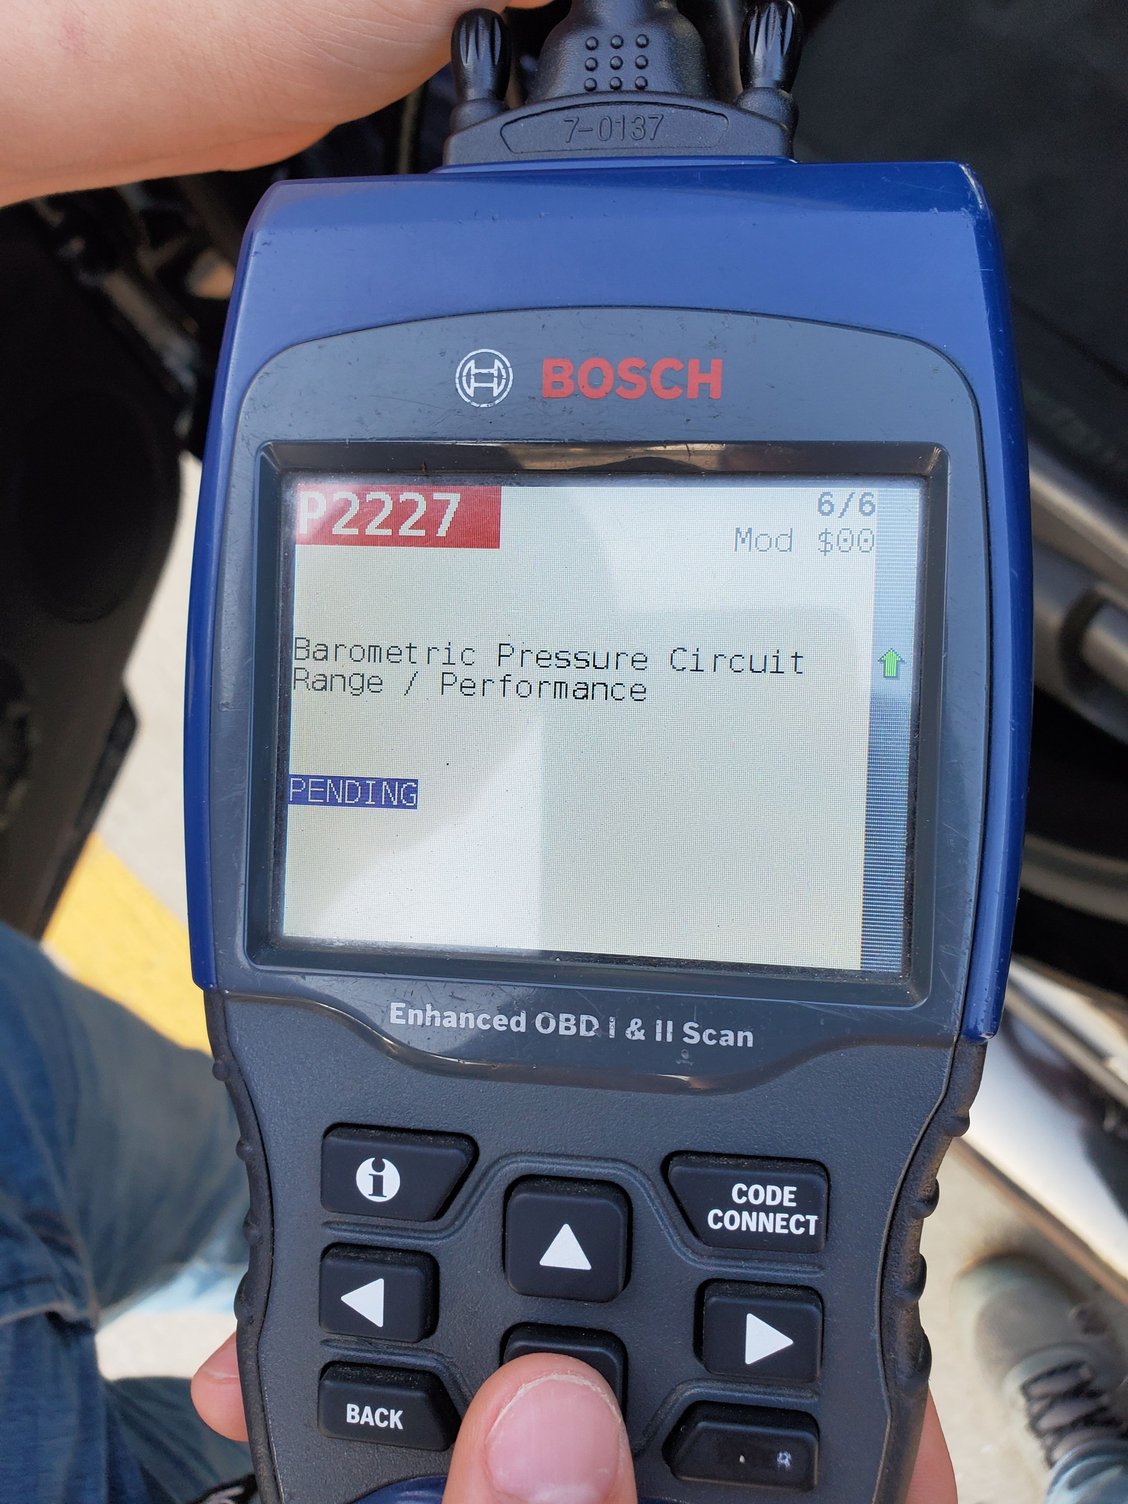 7-0137
BOSCH
P2227
6/6
Mod $00
Barometric Pressure Circuit
Range / Performance
PENDING
Enhanced OBD I & II Scan
CODE
CONNECT
BACK